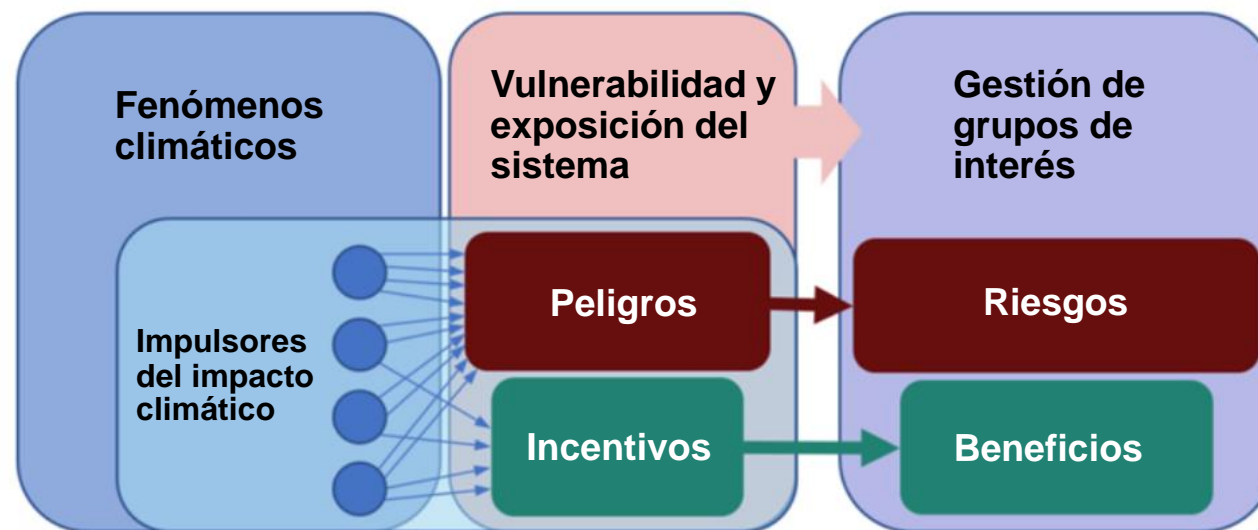 Fenómenos
climáticos
Vulnerabilidad y
exposición del
sistema
Gestión de
grupos de
interés
Impulsores
del impacto
climático
Peligros
Riesgos
Incentivos
Beneficios